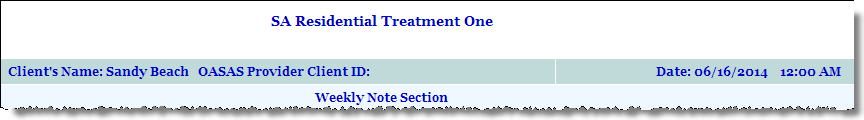 SA Residential Treatment One
Client's Name: Sandy Beach OASAS Provider Client ID: Date: 06/16/2014 12:00 AM
Weekly Note Section